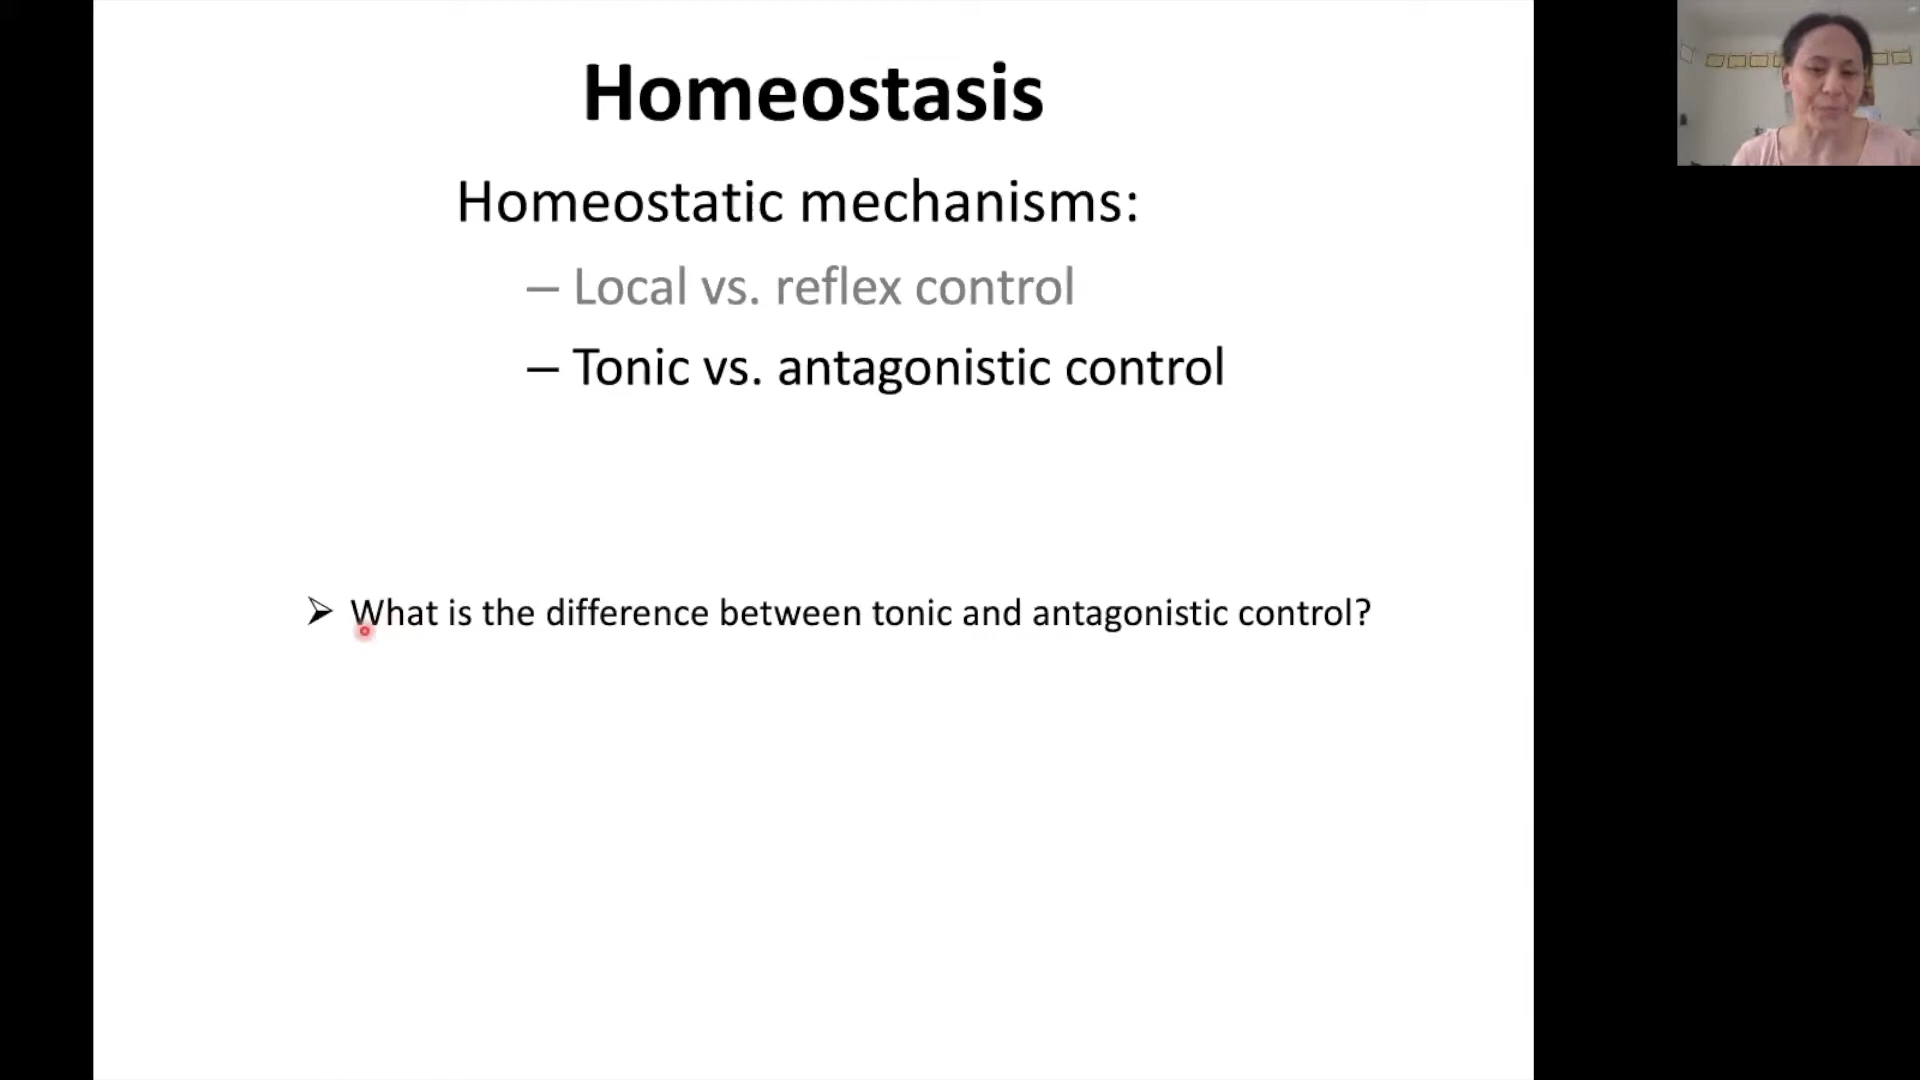 Homeostasis
Homeostatic mechanisms:
– Local vs. reflex control
– Tonic vs. antagonistic control
➢ What is the difference between tonic and antagonistic control?